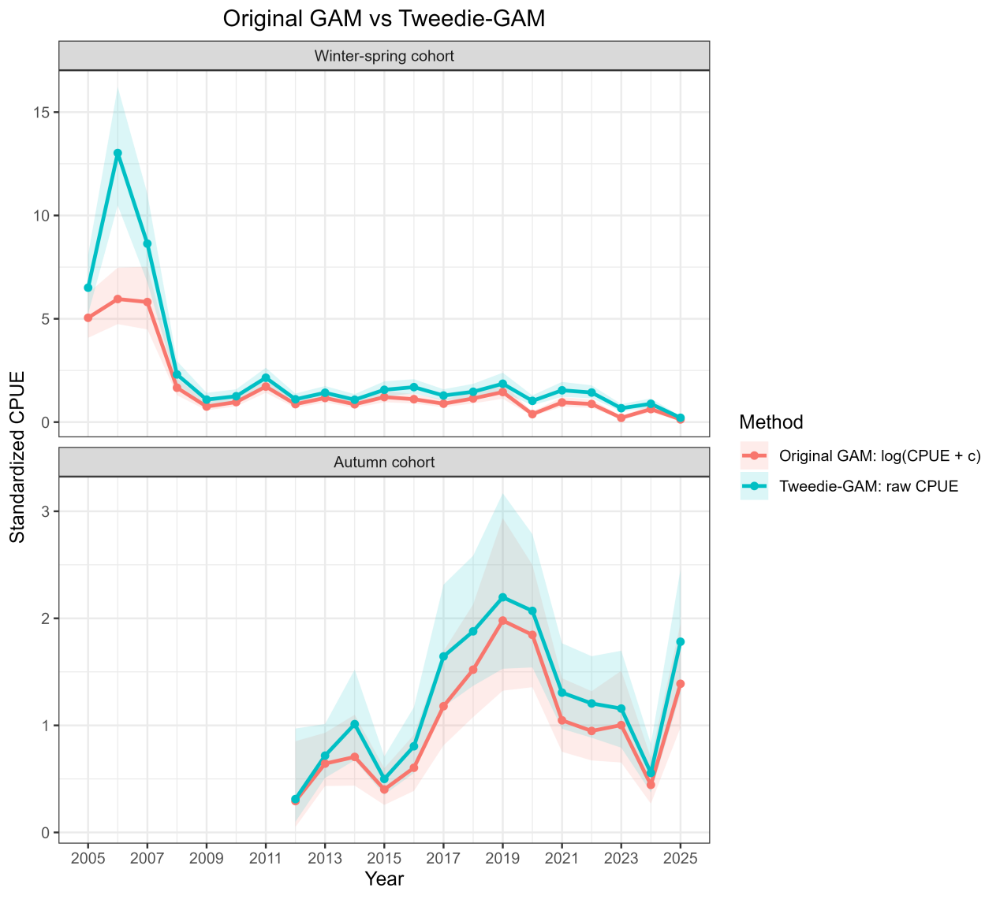 Original GAM vs Tweedie-GAM
Winter-spring cohort
15
10
5
0
Autumn cohort
3
2
1
0
2005 2007 2009 2011 2013 2015 2017 2019 2021 2023 2025
Year
Standardized CPUE
Method
Original GAM: log(CPUE + c)
Tweedie-GAM: raw CPUE